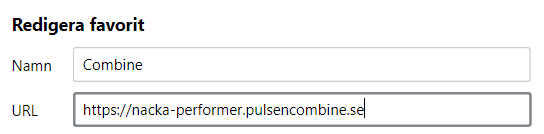 Redigera favorit
Namn Combine
URL https://nacka-performer.pulsencombine.se